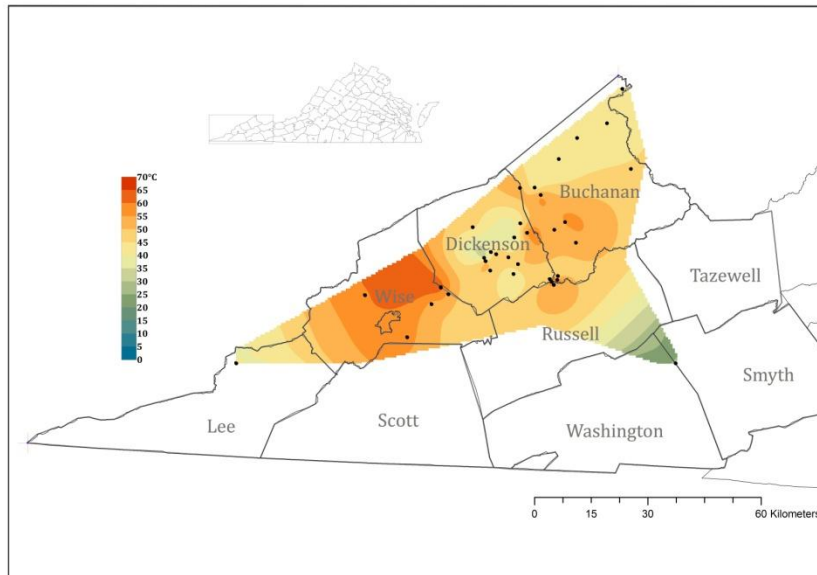 70°C
65
60
55
50
45
40
35
30
25
20
15
10
5
0
Buchanan
Dickenson
Tazewell
Wise
Russell
Smyth
Lee
Scott
Washington
0 15 30 60 Kilometers